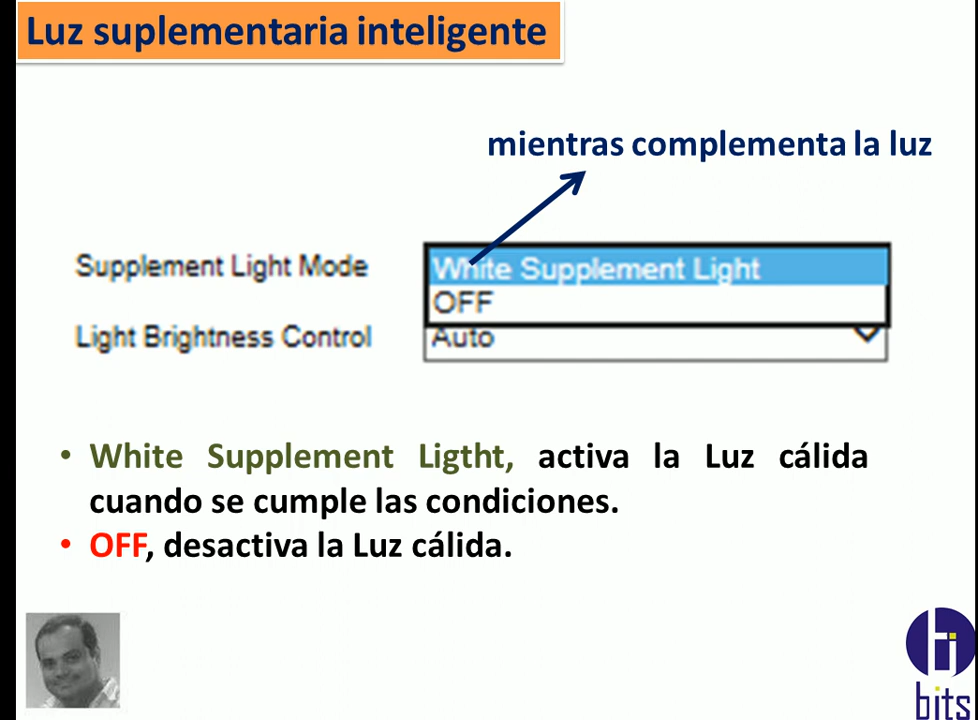 Luz suplementaria inteligente
mientras complementa la luz
Supplement Light Mode
White Supplement Light
OFF
Light Brightness Control
Auto
• White Supplement Ligtht, activa la Luz cálida
cuando se cumple las condiciones.
• OFF, desactiva la Luz cálida.
bits